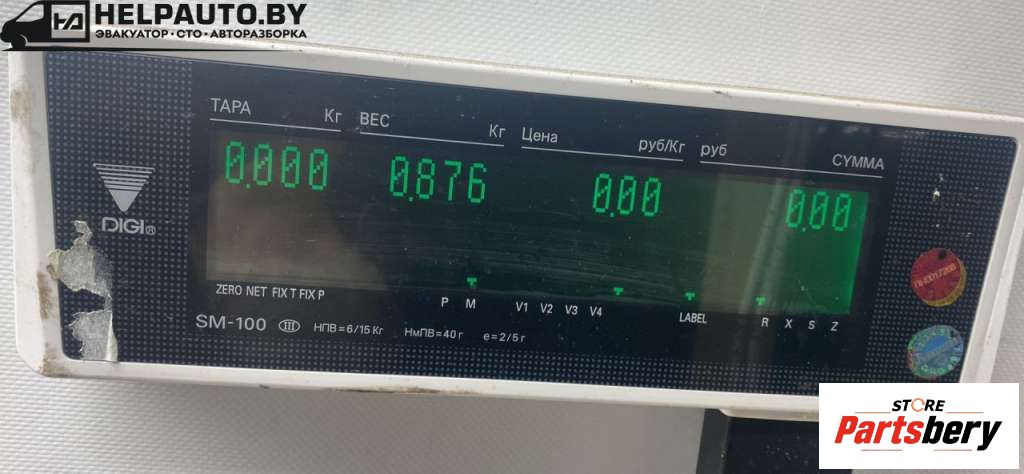 HELPAUTO.BY
ЭВАКУАТОР · СТО · АВТОРАЗБОРКА
ТАРА Кг ВЕС Кг Цена руб/Кг руб СУММА
0.000 0.876 0.00 0.00
DIGI®
ZERO NET FIX T FIX P P M V1 V2 V3 V4 LABEL R X S Z
SM-100 III НПВ=6/15 Кг НмПВ=40 г e=2/5 г
STORE
Partsbery